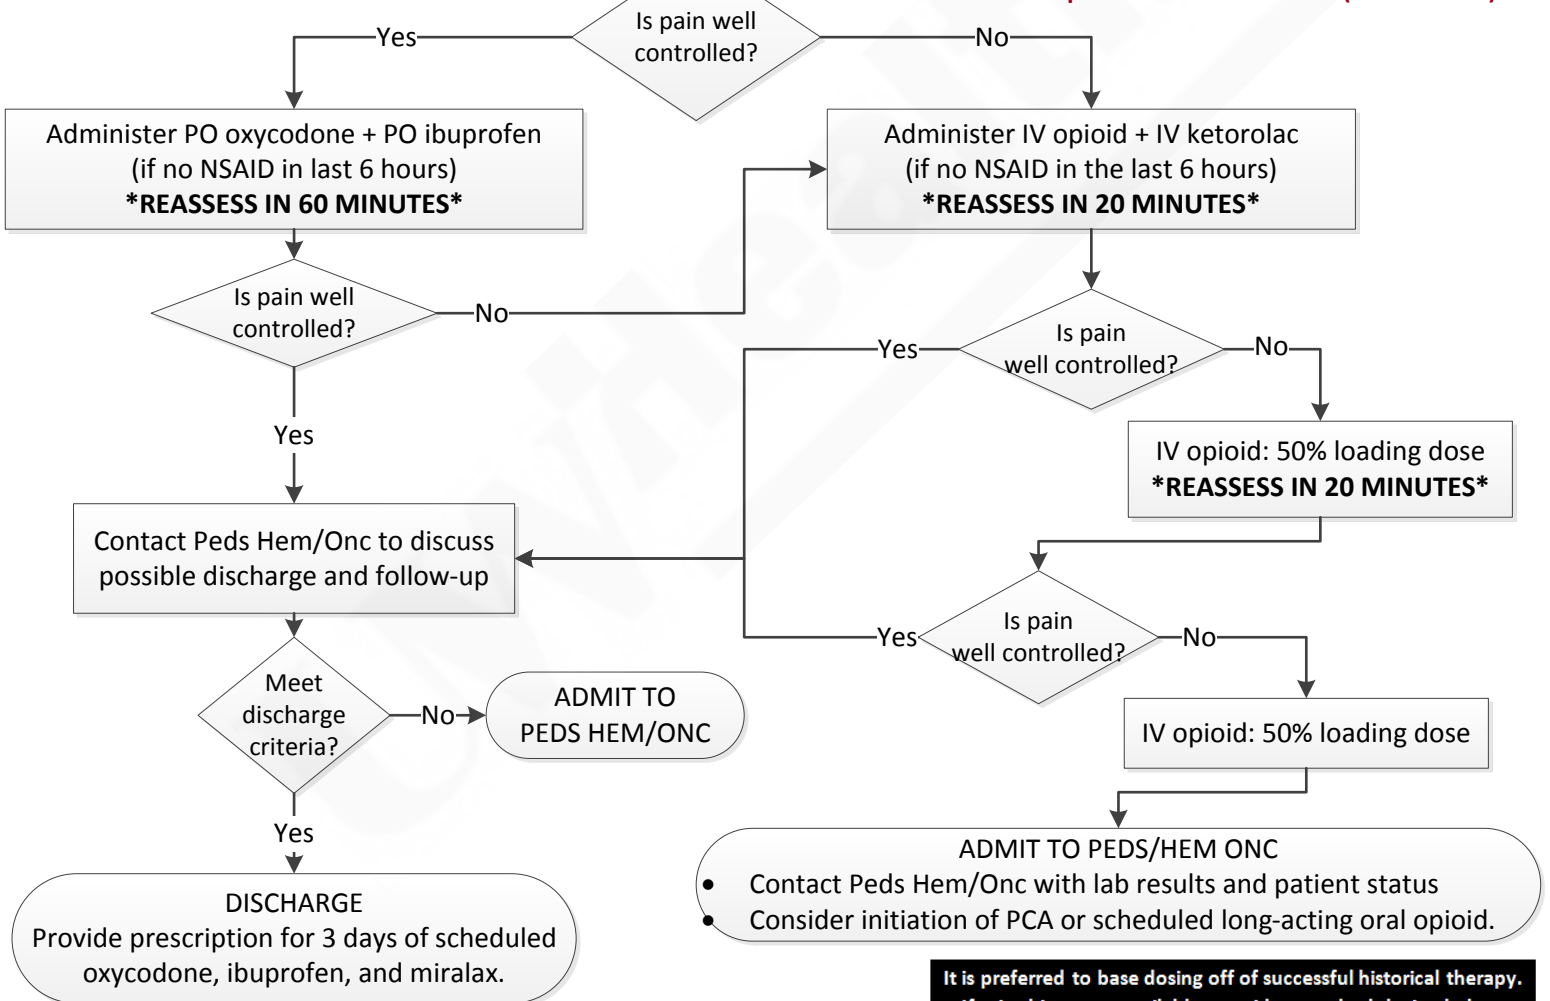 Is pain well
controlled?
Yes
No
Administer PO oxycodone + PO ibuprofen
(if no NSAID in last 6 hours)
*REASSESS IN 60 MINUTES*
Administer IV opioid + IV ketorolac
(if no NSAID in the last 6 hours)
*REASSESS IN 20 MINUTES*
Is pain well
controlled?
No
Yes
Is pain
well controlled?
Yes
No
IV opioid: 50% loading dose
*REASSESS IN 20 MINUTES*
Contact Peds Hem/Onc to discuss
possible discharge and follow-up
Is pain
well controlled?
Yes
No
Meet
discharge
criteria?
No
ADMIT TO
PEDS HEM/ONC
IV opioid: 50% loading dose
Yes
DISCHARGE
Provide prescription for 3 days of scheduled
oxycodone, ibuprofen, and miralax.
ADMIT TO PEDS/HEM ONC
• Contact Peds Hem/Onc with lab results and patient status
• Consider initiation of PCA or scheduled long-acting oral opioid.
It is preferred to base dosing off of successful historical therapy.